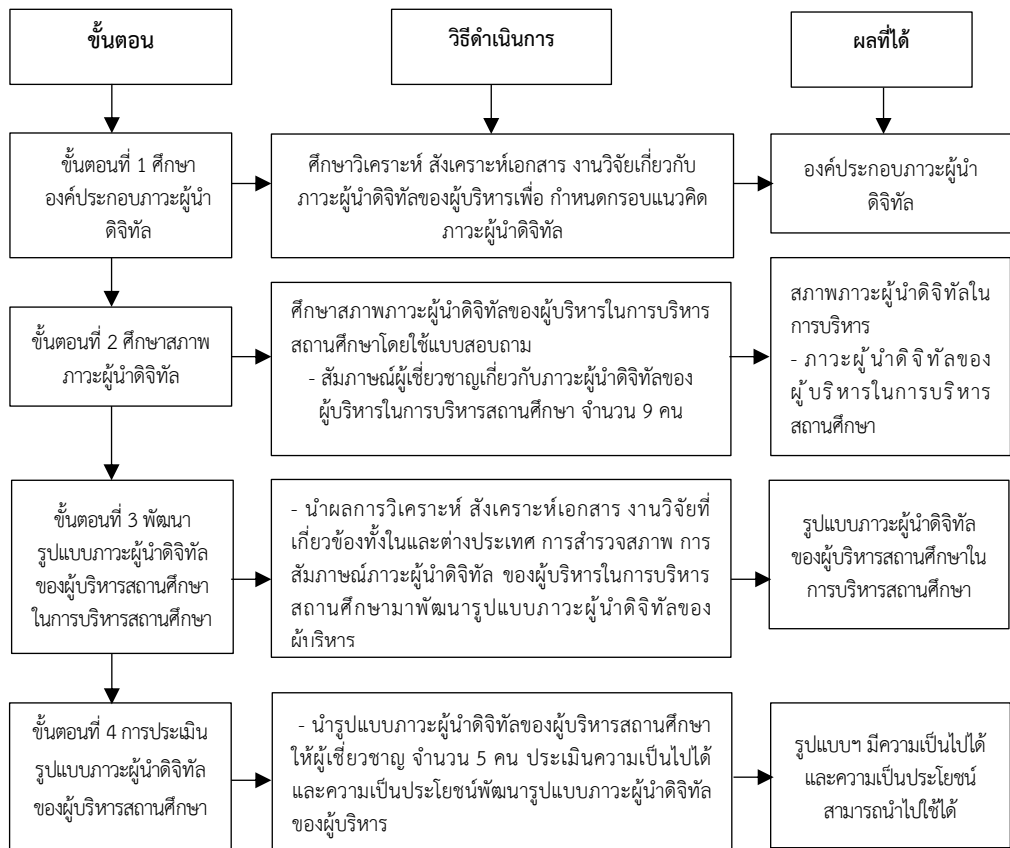 ขั้นตอน
วิธีดำเนินการ
ผลที่ได้
ขั้นตอนที่ 1 ศึกษา
องค์ประกอบภาวะผู้นำ
ดิจิทัล
ศึกษาวิเคราะห์ สังเคราะห์เอกสาร งานวิจัยเกี่ยวกับ
ภาวะผู้นำดิจิทัลของผู้บริหารเพื่อ กำหนดกรอบแนวคิด
ภาวะผู้นำดิจิทัล
องค์ประกอบภาวะผู้นำ
ดิจิทัล
ขั้นตอนที่ 2 ศึกษาสภาพ
ภาวะผู้นำดิจิทัล
ศึกษาสภาพภาวะผู้นำดิจิทัลของผู้บริหารในการบริหาร
สถานศึกษาโดยใช้แบบสอบถาม
- สัมภาษณ์ผู้เชี่ยวชาญเกี่ยวกับภาวะผู้นำดิจิทัลของ
ผู้บริหารในการบริหารสถานศึกษา จำนวน 9 คน
สภาพภาวะผู้นำดิจิทัลใน
การบริหาร
- ภาวะผู้นำดิจิทัลของ
ผู้บริหารในการบริหาร
สถานศึกษา
ขั้นตอนที่ 3 พัฒนา
รูปแบบภาวะผู้นำดิจิทัล
ของผู้บริหารสถานศึกษา
ในการบริหารสถานศึกษา
- นำผลการวิเคราะห์ สังเคราะห์เอกสาร งานวิจัยที่
เกี่ยวข้องทั้งในและต่างประเทศ การสำรวจสภาพ การ
สัมภาษณ์ภาวะผู้นำดิจิทัล ของผู้บริหารในการบริหาร
สถานศึกษามาพัฒนารูปแบบภาวะผู้นำดิจิทัลของ
ผู้บริหาร
รูปแบบภาวะผู้นำดิจิทัล
ของผู้บริหารสถานศึกษาใน
การบริหารสถานศึกษา
ขั้นตอนที่ 4 การประเมิน
รูปแบบภาวะผู้นำดิจิทัล
ของผู้บริหารสถานศึกษา
- นำรูปแบบภาวะผู้นำดิจิทัลของผู้บริหารสถานศึกษา
ให้ผู้เชี่ยวชาญ จำนวน 5 คน ประเมินความเป็นไปได้
และความเป็นประโยชน์พัฒนารูปแบบภาวะผู้นำดิจิทัล
ของผู้บริหาร
รูปแบบฯ มีความเป็นไปได้
และความเป็นประโยชน์
สามารถนำไปใช้ได้